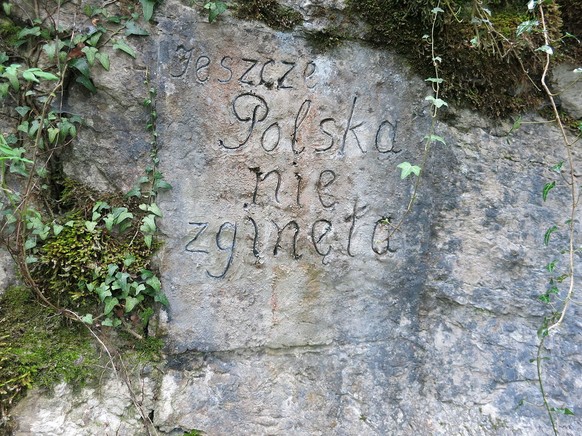 Jeszcze
Polska
nie
zginęła